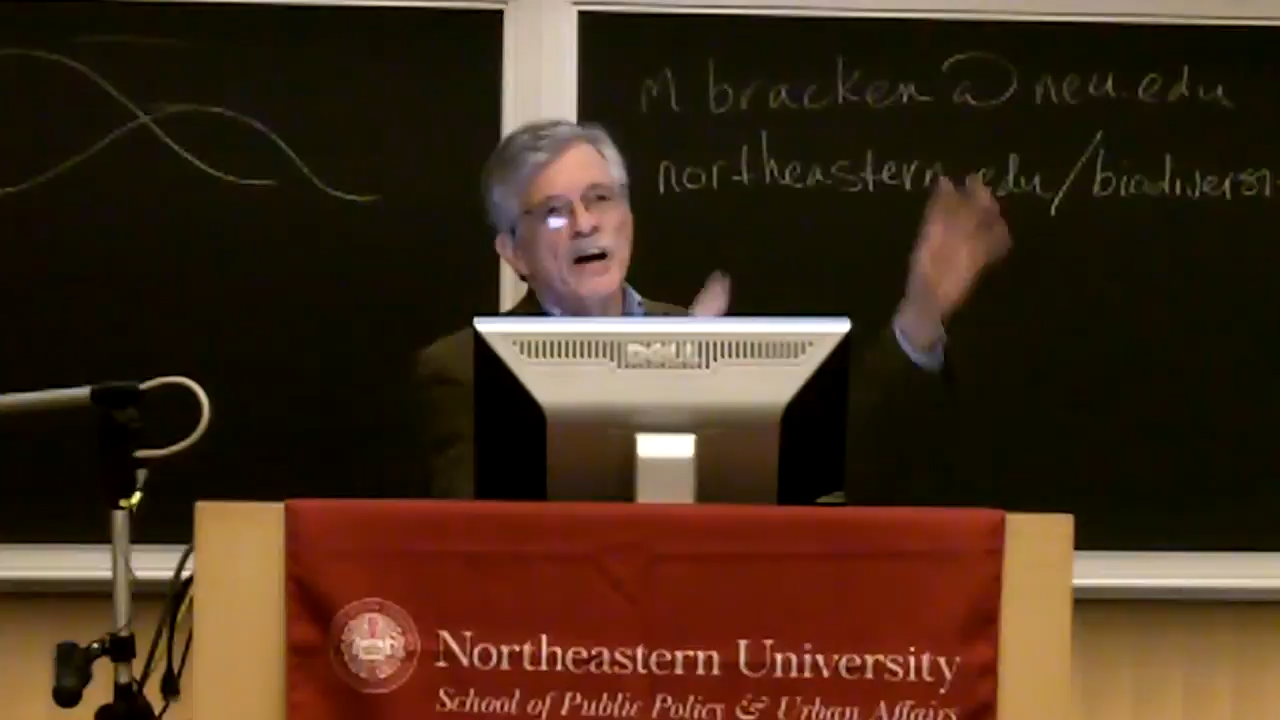 m bracken@neu.edu
northeastern.edu/biodiversi
DELL
Northeastern University
School of Public Policy & Urban Affairs